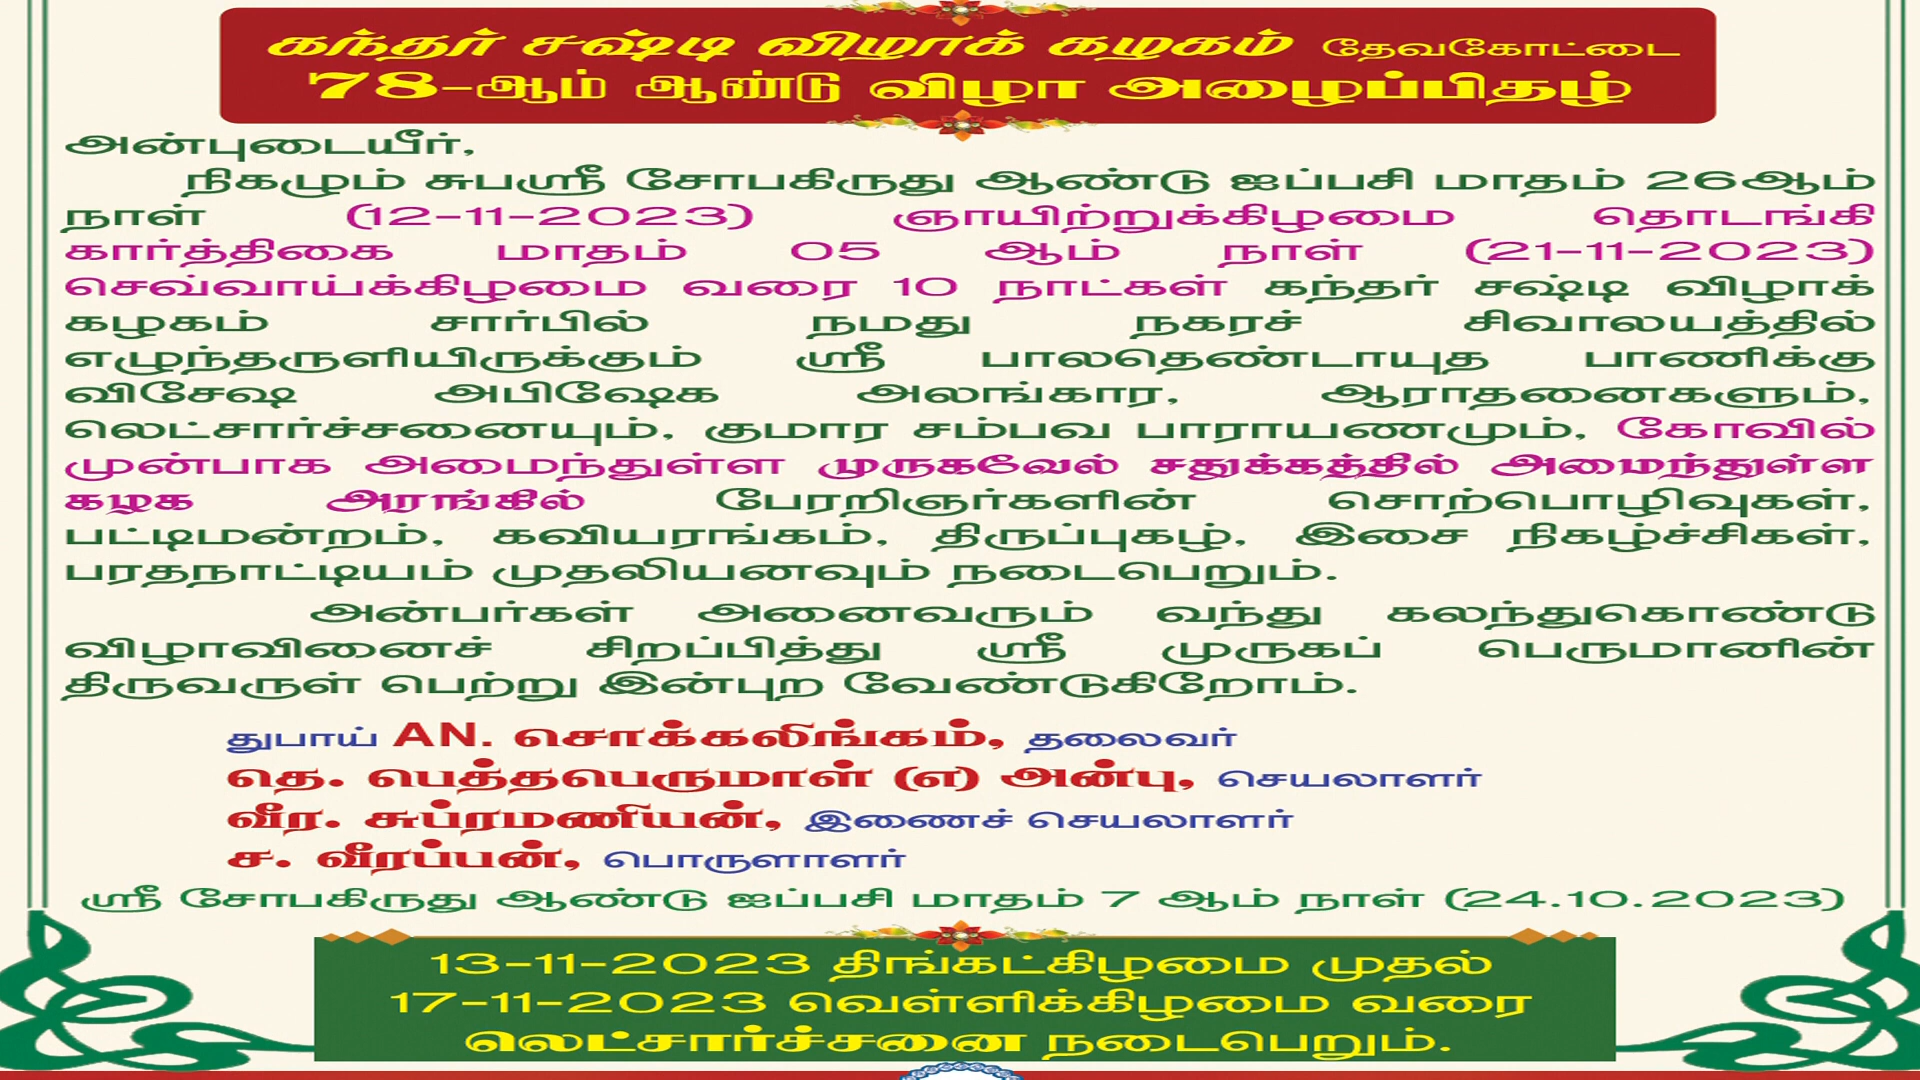 கந்தர் சஷ்டி விழாக் கழகம் தேவகோட்டை
78-ஆம் ஆண்டு விழா அழைப்பிதழ்
அன்புடையீர்,
நிகழும் சுபஸ்ரீ சோபகிருது ஆண்டு ஐப்பசி மாதம் 26ஆம்
நாள் (12-11-2023) ஞாயிற்றுக்கிழமை தொடங்கி
கார்த்திகை மாதம் 05 ஆம் நாள் (21-11-2023)
செவ்வாய்க்கிழமை வரை 10 நாட்கள் கந்தர் சஷ்டி விழாக்
கழகம் சார்பில் நமது நகரச் சிவாலயத்தில்
எழுந்தருளியிருக்கும் ஸ்ரீ பாலதெண்டாயுத பாணிக்கு
விசேஷ அபிஷேக அலங்கார, ஆராதனைகளும்,
லெட்சார்ச்சனையும், குமார சம்பவ பாராயணமும், கோவில்
முன்பாக அமைந்துள்ள முருகவேல் சதுக்கத்தில் அமைந்துள்ள
கழக அரங்கில் பேரறிஞர்களின் சொற்பொழிவுகள்,
பட்டிமன்றம், கவியரங்கம், திருப்புகழ், இசை நிகழ்ச்சிகள்,
பரதநாட்டியம் முதலியனவும் நடைபெறும்.
அன்பர்கள் அனைவரும் வந்து கலந்துகொண்டு
விழாவினைச் சிறப்பித்து ஸ்ரீ முருகப் பெருமானின்
திருவருள் பெற்று இன்புற வேண்டுகிறோம்.
துபாய் AN. சொக்கலிங்கம், தலைவர்
தெ. பெத்தபெருமாள் (எ) அன்பு, செயலாளர்
வீர. சுப்ரமணியன், இணைச் செயலாளர்
ச. வீரப்பன், பொருளாளர்
ஸ்ரீ சோபகிருது ஆண்டு ஐப்பசி மாதம் 7 ஆம் நாள் (24.10.2023)
13-11-2023 திங்கட்கிழமை முதல்
17-11-2023 வெள்ளிக்கிழமை வரை
லெட்சார்ச்சனை நடைபெறும்.